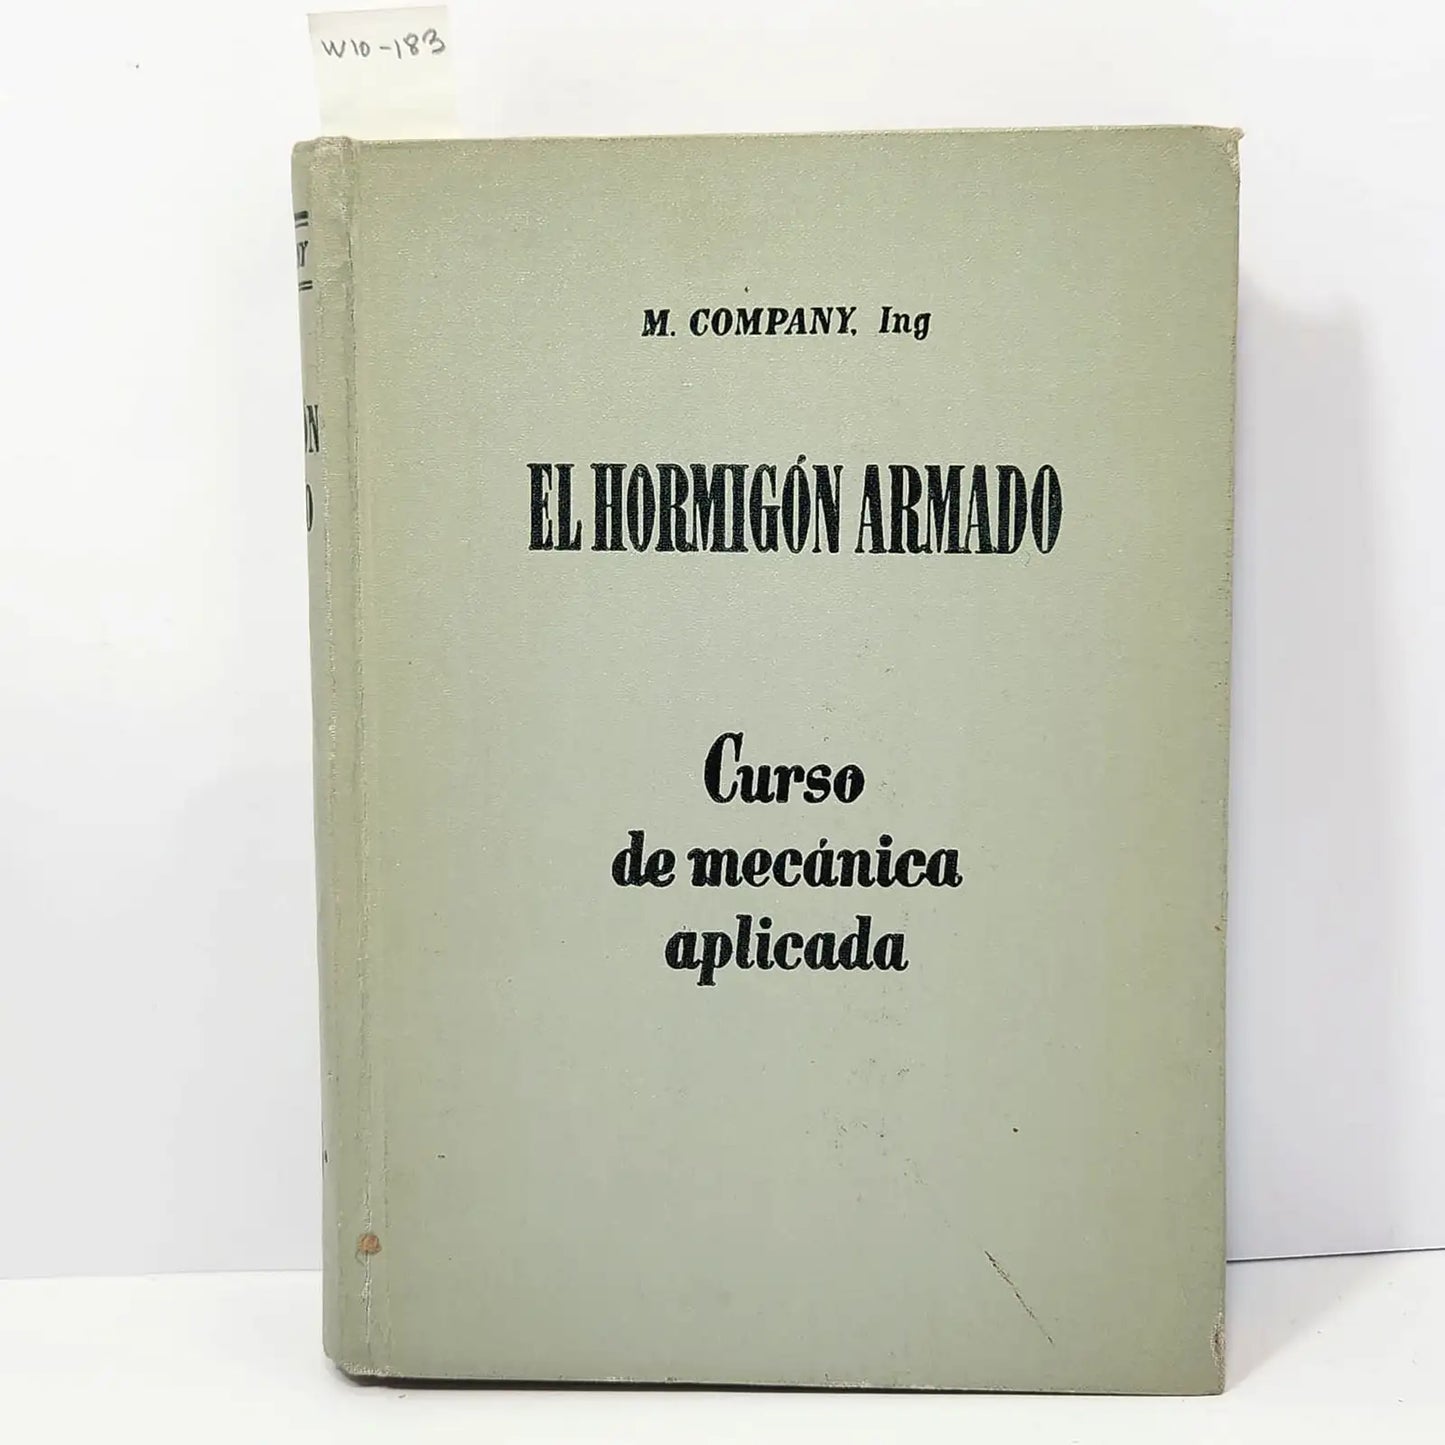 W10-183
M. COMPANY, Ing
EL HORMIGÓN ARMADO
Curso
de mecánica
aplicada